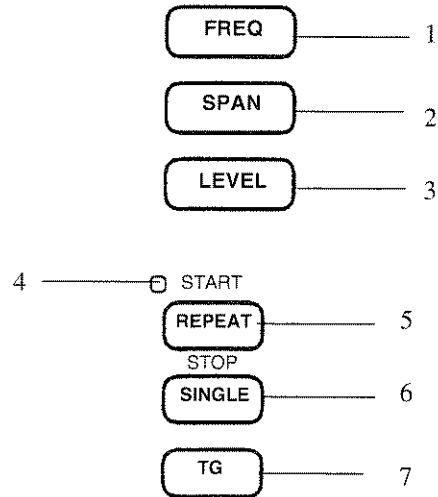 FREQ 1
SPAN 2
LEVEL 3
4 START
REPEAT 5
STOP
SINGLE 6
TG 7